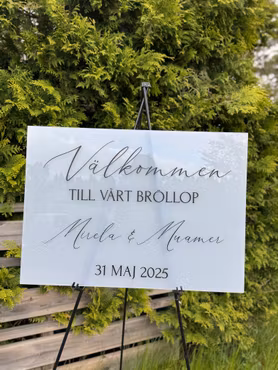 Välkommen
TILL VÅRT BRÖLLOP
Mirela & Muamer
31 MAJ 2025